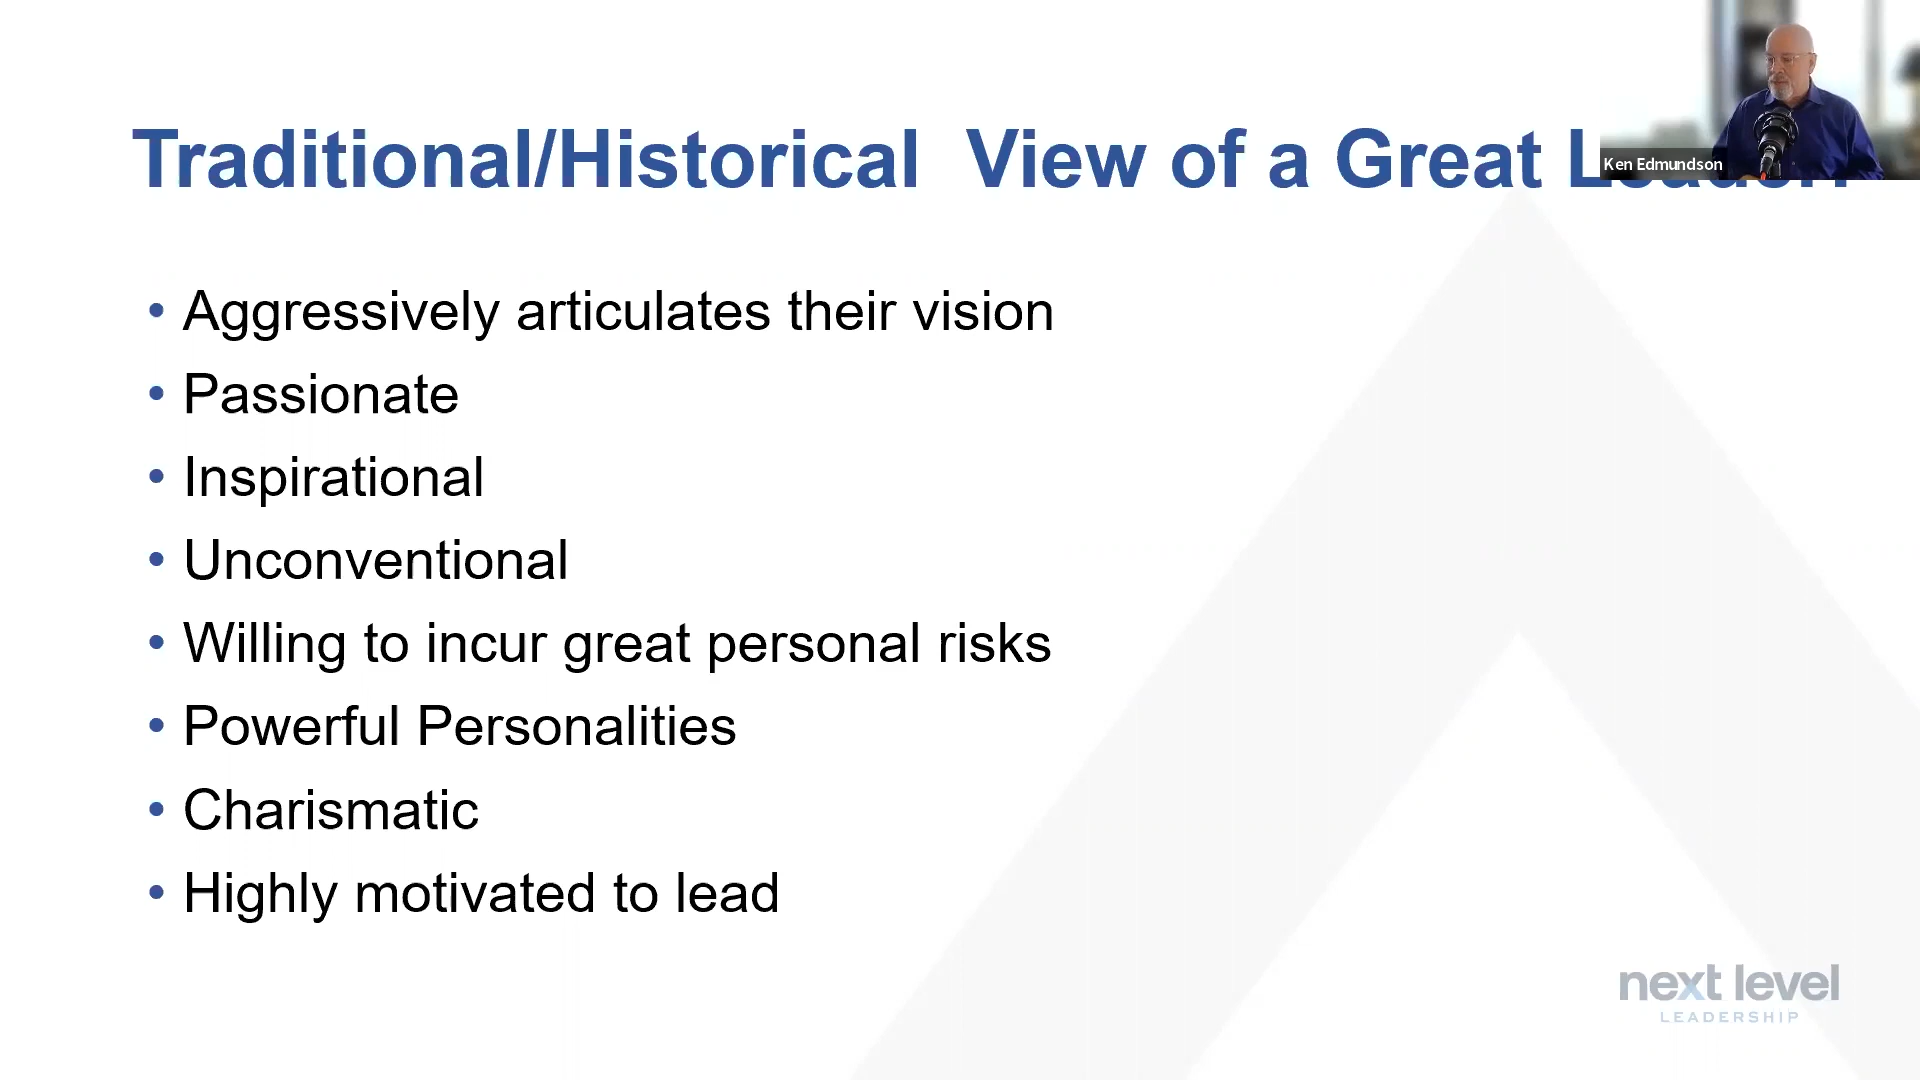 Traditional/Historical View of a Great
Ken Edmundson
• Aggressively articulates their vision
• Passionate
• Inspirational
• Unconventional
• Willing to incur great personal risks
• Powerful Personalities
• Charismatic
• Highly motivated to lead
next level
LEADERSHIP